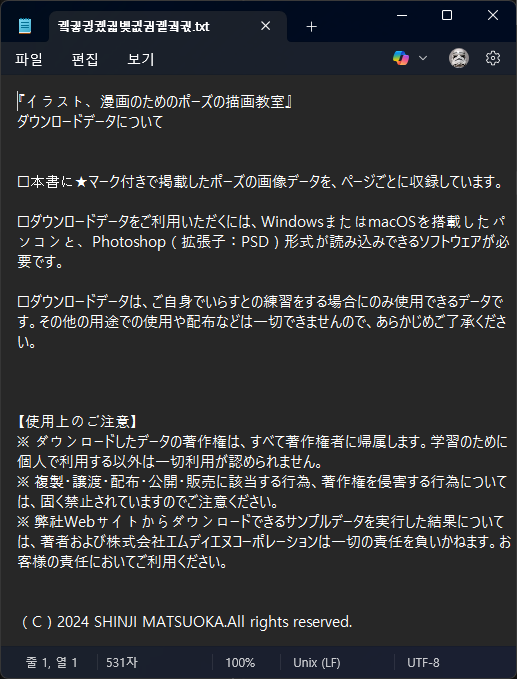 .txt
파일 편집 보기
『イラスト、漫画のためのポーズの描画教室』
ダウンロードデータについて
□本書に★マーク付きで掲載したポーズの画像データを、ページごとに収録しています。
□ダウンロードデータをご利用いただくには、WindowsまたはmacOSを搭載したパ
ソコンと、Photoshop（拡張子：PSD）形式が読み込みできるソフトウェアが必
要です。
□ダウンロードデータは、ご自身でいらすとの練習をする場合にのみ使用できるデータで
す。その他の用途での使用や配布などは一切できませんので、あらかじめご了承くださ
い。
【使用上のご注意】
※ ダウンロードしたデータの著作権は、すべて著作権者に帰属します。学習のために
個人で利用する以外は一切利用が認められません。
※ 複製・譲渡・配布・公開・販売に該当する行為、著作権を侵害する行為について
は、固く禁止されていますのでご注意ください。
※ 弊社Webサイトからダウンロードできるサンプルデータを実行した結果について
は、著者および株式会社エムディエヌコーポレーションは一切の責任を負いかねます。お
客様の責任においてご利用ください。
（C）2024 SHINJI MATSUOKA.All rights reserved.
줄 1, 열 1 531자 100% Unix (LF) UTF-8